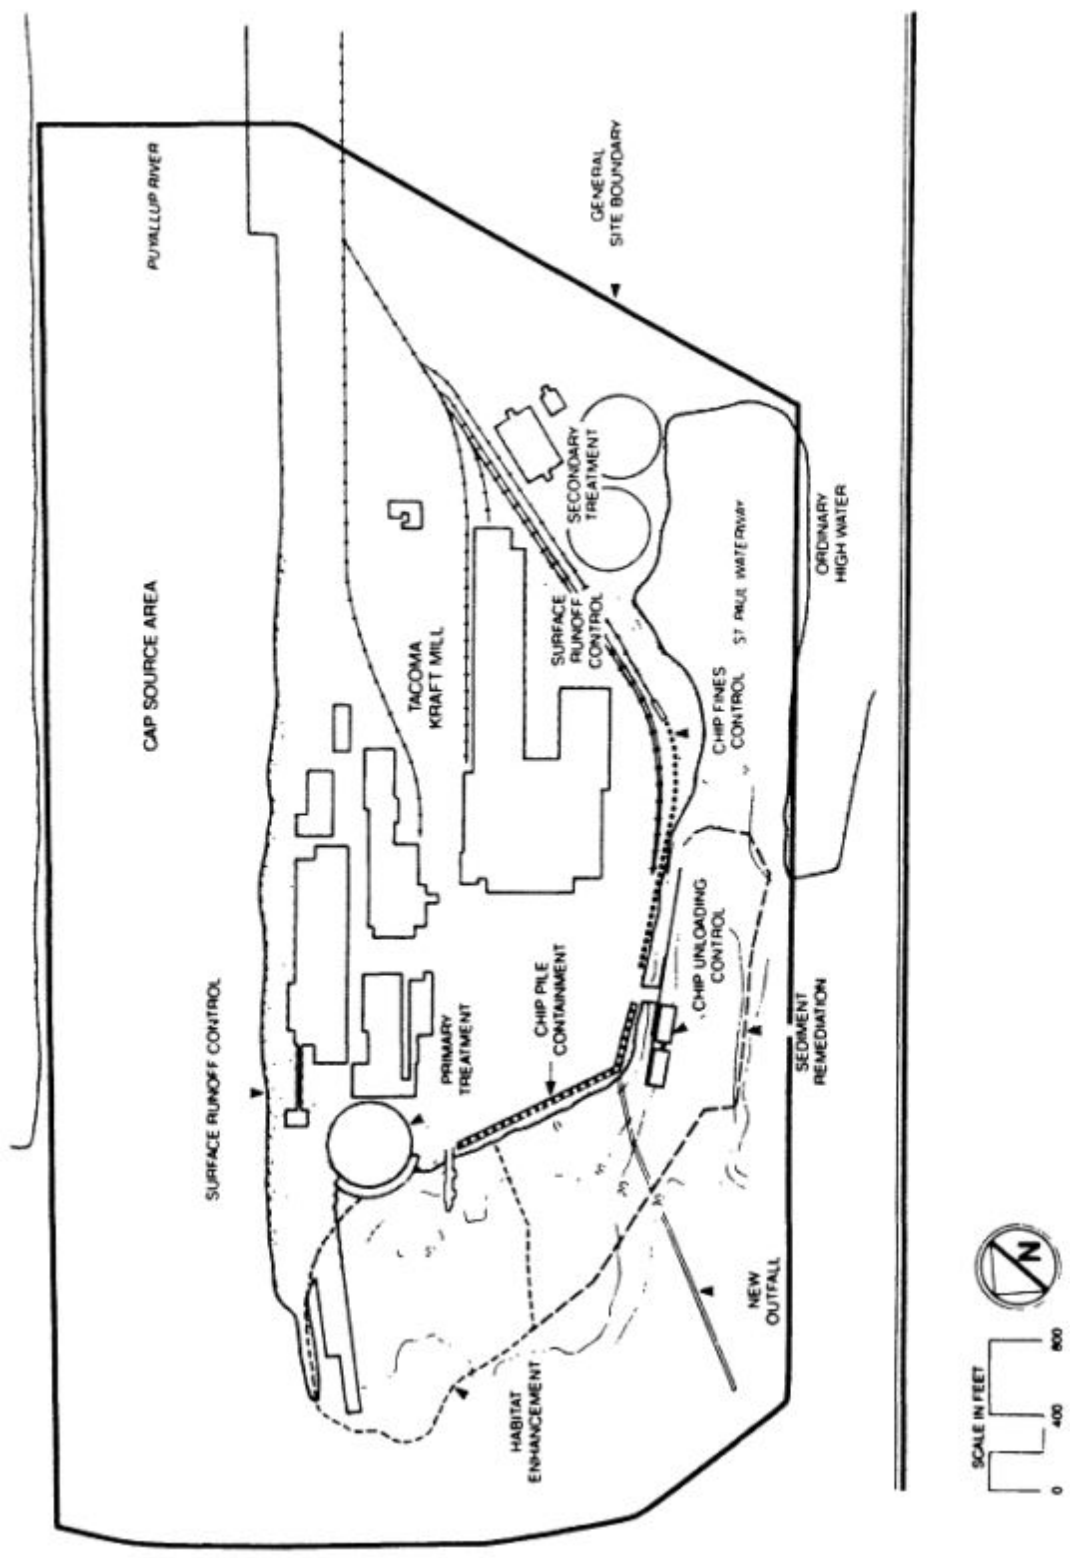 PUYALLUP RIVER
CAP SOURCE AREA
SURFACE RUNOFF CONTROL
GENERAL
SITE BOUNDARY
TACOMA
KRAFT MILL
SECONDARY
TREATMENT
SURFACE
RUNOFF
CONTROL
PRIMARY
TREATMENT
CHIP PILE
CONTAINMENT
CHIP FINES
CONTROL
ST PAUL WATERWAY
ORDINARY
HIGH WATER
CHIP UNLOADING
CONTROL
SEDIMENT
REMEDIATION
HABITAT
ENHANCEMENT
NEW
OUTFALL
N
SCALE IN FEET
0 400 800